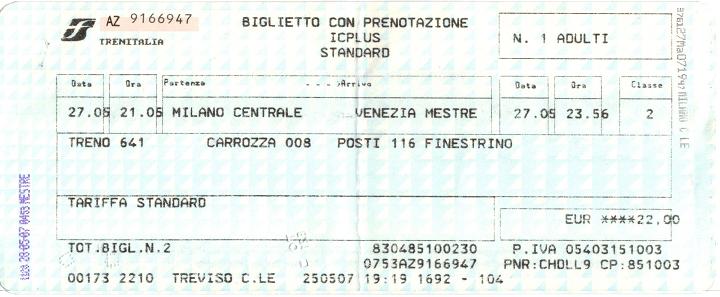 AZ 9166947
TRENITALIA
BIGLIETTO CON PRENOTAZIONE
ICPLUS
STANDARD
N. 1 ADULTI
Data Ora Partenza Arrivo Data Ora Classe
27.05 21.05 MILANO CENTRALE VENEZIA MESTRE 27.05 23.56 2
TRENO 641 CARROZZA 008 POSTI 116 FINESTRINO
TARIFFA STANDARD
EUR ****22,00
TOT.BIGL.N.2 830485100230 P.IVA 05403151003
0753AZ9166947 PNR:CHOLL9 CP:851003
00173 2210 TREVISO C.LE 250507 19:19 1692 - 104
MESTRE
MILANO C LE